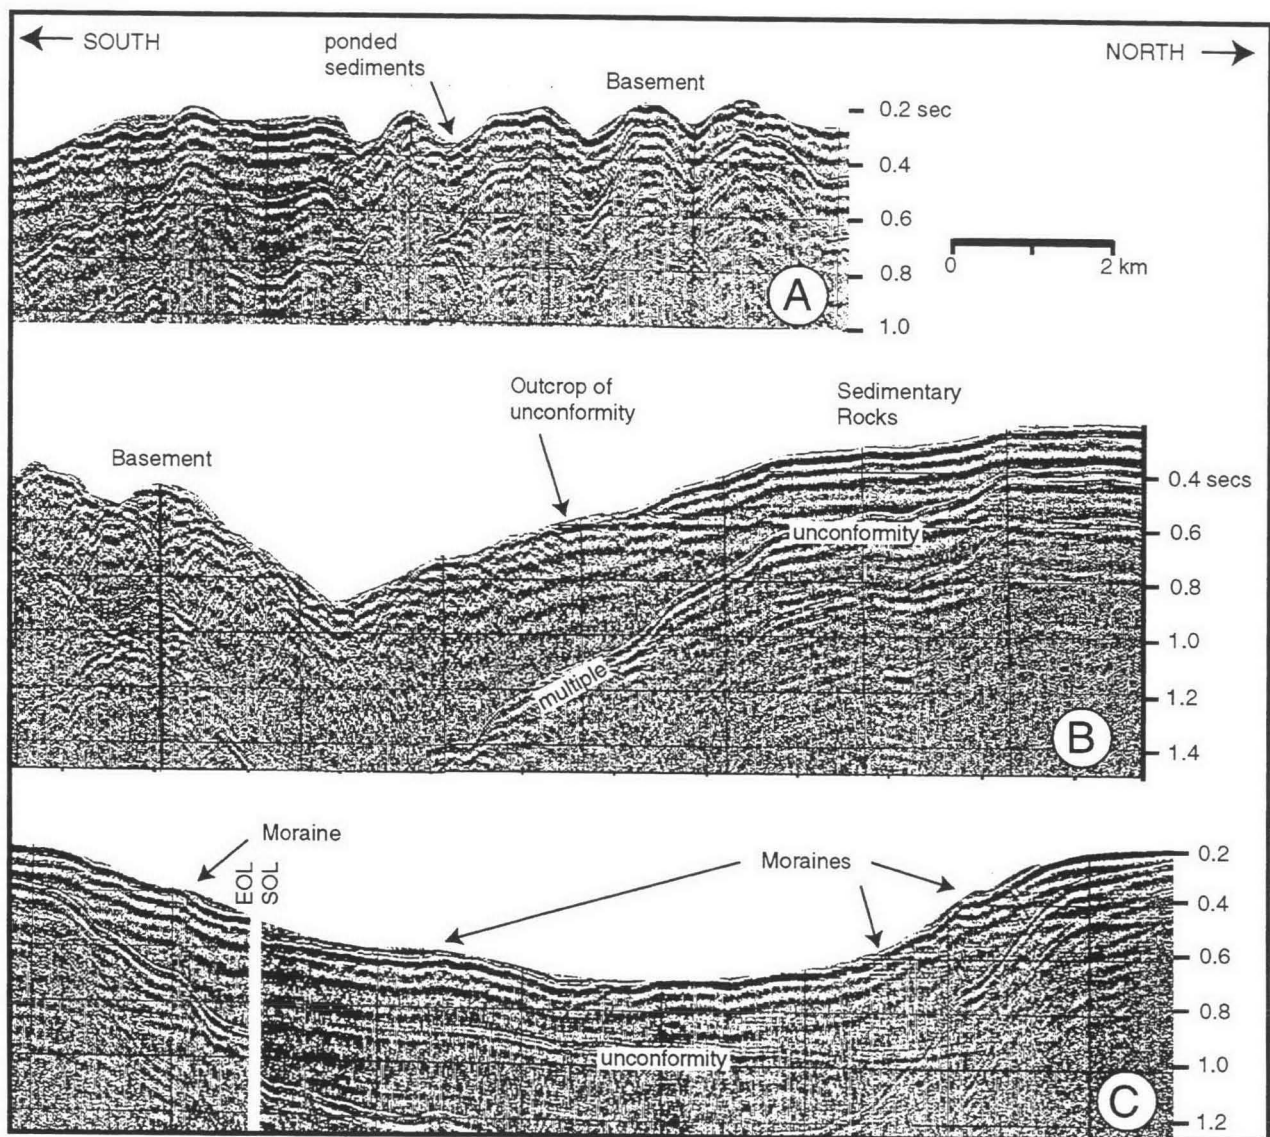 SOUTH
NORTH
ponded
sediments
Basement
0.2 sec
0.4
0.6
0.8
1.0
0
2 km
A
Outcrop of
unconformity
Sedimentary
Rocks
Basement
unconformity
multiple
0.4 secs
0.6
0.8
1.0
1.2
1.4
B
Moraine
EOL
SOL
Moraines
unconformity
0.2
0.4
0.6
0.8
1.0
1.2
C